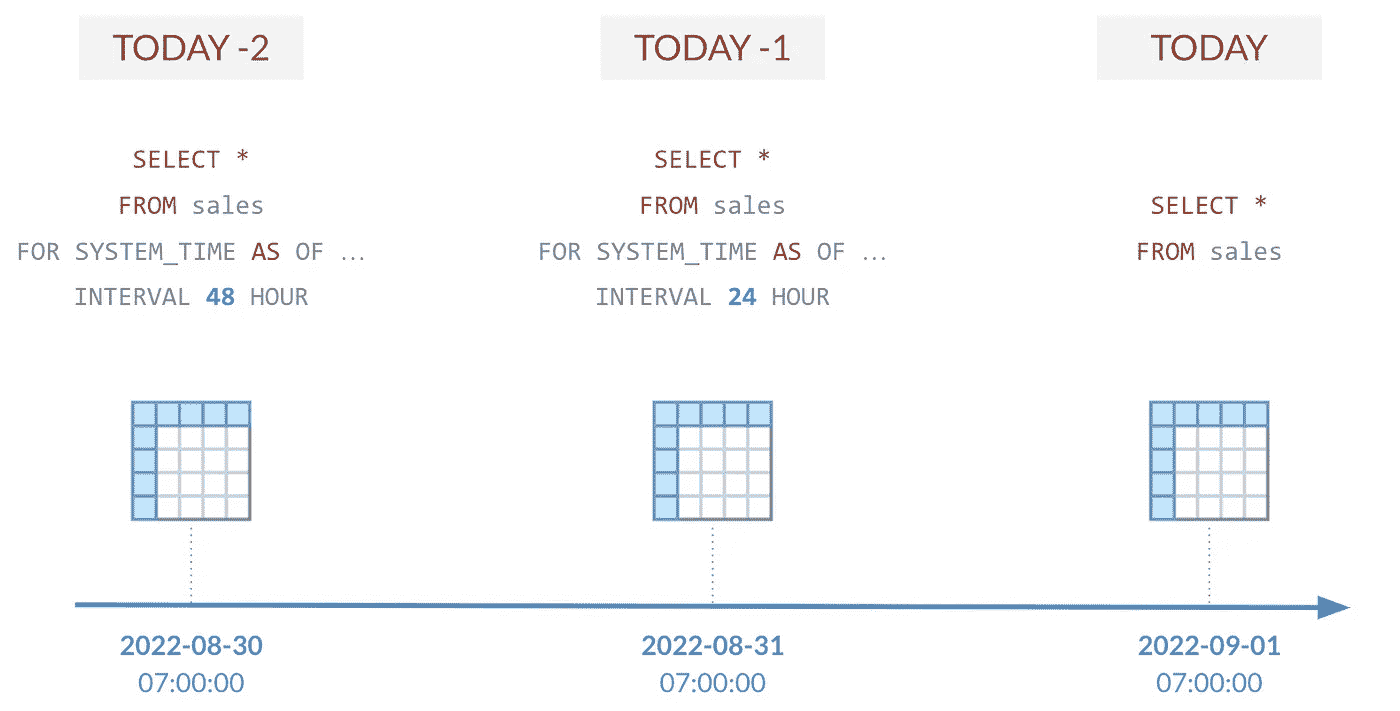 TODAY -2
SELECT *
FROM sales
FOR SYSTEM_TIME AS OF ...
INTERVAL 48 HOUR
2022-08-30
07:00:00
TODAY -1
SELECT *
FROM sales
FOR SYSTEM_TIME AS OF ...
INTERVAL 24 HOUR
2022-08-31
07:00:00
TODAY
SELECT *
FROM sales
2022-09-01
07:00:00